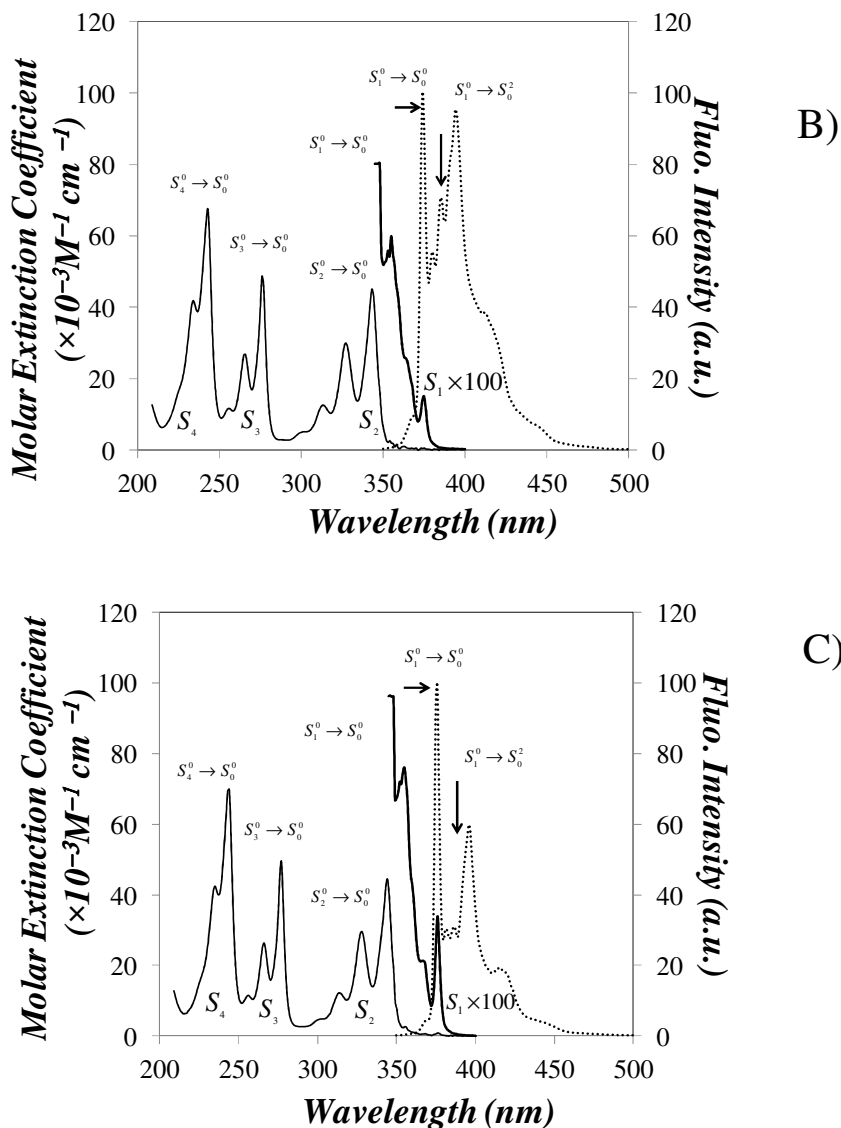 B)
Molar Extinction Coefficient
(×10⁻³M⁻¹ cm⁻¹)
120
100
80
60
40
20
0
120
100
80
60
40
20
0
Fluo. Intensity (a.u.)
S₁⁰ → S₀⁰
S₁⁰ → S₀²
S₁⁰ → S₀⁰
S₄⁰ → S₀⁰
S₃⁰ → S₀⁰
S₂⁰ → S₀⁰
S₁ ×100
S₄
S₃
S₂
200 250 300 350 400 450 500
Wavelength (nm)
C)
Molar Extinction Coefficient
(×10⁻³M⁻¹ cm⁻¹)
120
100
80
60
40
20
0
120
100
80
60
40
20
0
Fluo. Intensity (a.u.)
S₁⁰ → S₀⁰
S₁⁰ → S₀⁰
S₁⁰ → S₀²
S₄⁰ → S₀⁰
S₃⁰ → S₀⁰
S₂⁰ → S₀⁰
S₄
S₃
S₂
S₁ ×100
200 250 300 350 400 450 500
Wavelength (nm)